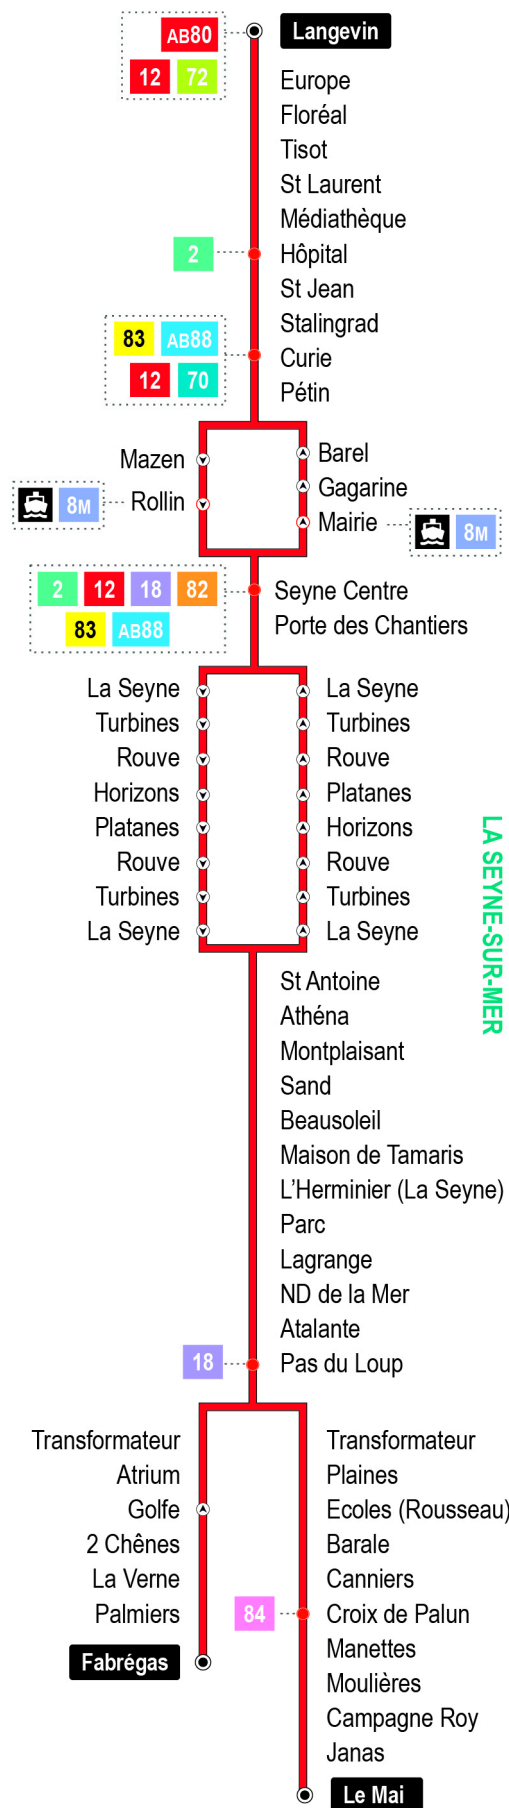 AB80
Langevin
12 72
Europe
Floréal
Tisot
St Laurent
Médiathèque
2
Hôpital
St Jean
Stalingrad
83 AB88
Curie
12 70
Pétin
Mazen
Barel
Rollin
8M
Gagarine
Mairie
8M
2 12 18 82
Seyne Centre
83 AB88
Porte des Chantiers
La Seyne
La Seyne
Turbines
Turbines
Rouve
Rouve
Horizons
Platanes
Platanes
Horizons
Rouve
Rouve
Turbines
Turbines
La Seyne
La Seyne
LA SEYNE-SUR-MER
St Antoine
Athéna
Montplaisant
Sand
Beausoleil
Maison de Tamaris
L'Herminier (La Seyne)
Parc
Lagrange
ND de la Mer
Atalante
18
Pas du Loup
Transformateur
Transformateur
Atrium
Plaines
Golfe
Ecoles (Rousseau)
2 Chênes
Barale
La Verne
Canniers
Palmiers
84
Croix de Palun
Fabrégas
Manettes
Moulières
Campagne Roy
Janas
Le Mai